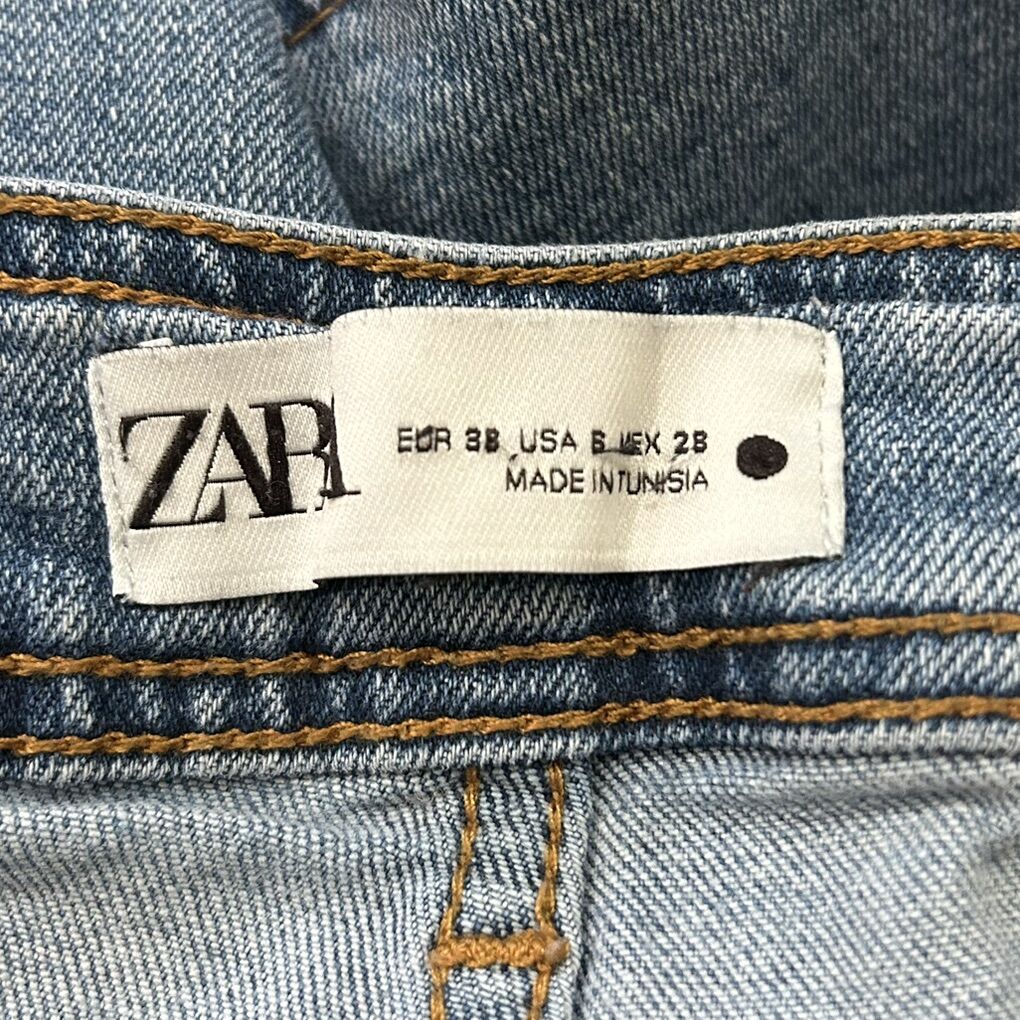 ZARA
EUR 38 USA 6 MEX 28
MADE IN TUNISIA